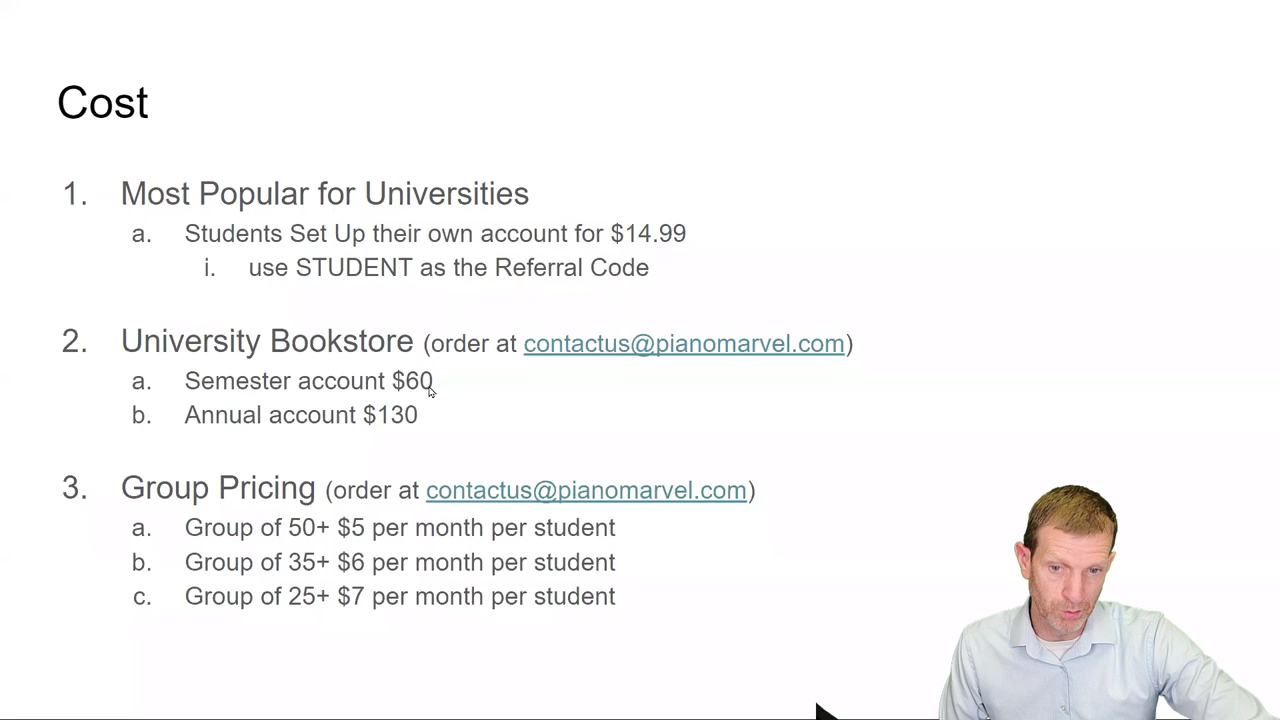 Cost
1. Most Popular for Universities
a. Students Set Up their own account for $14.99
i. use STUDENT as the Referral Code
2. University Bookstore (order at contactus@pianomarvel.com)
a. Semester account $60
b. Annual account $130
3. Group Pricing (order at contactus@pianomarvel.com)
a. Group of 50+ $5 per month per student
b. Group of 35+ $6 per month per student
c. Group of 25+ $7 per month per student